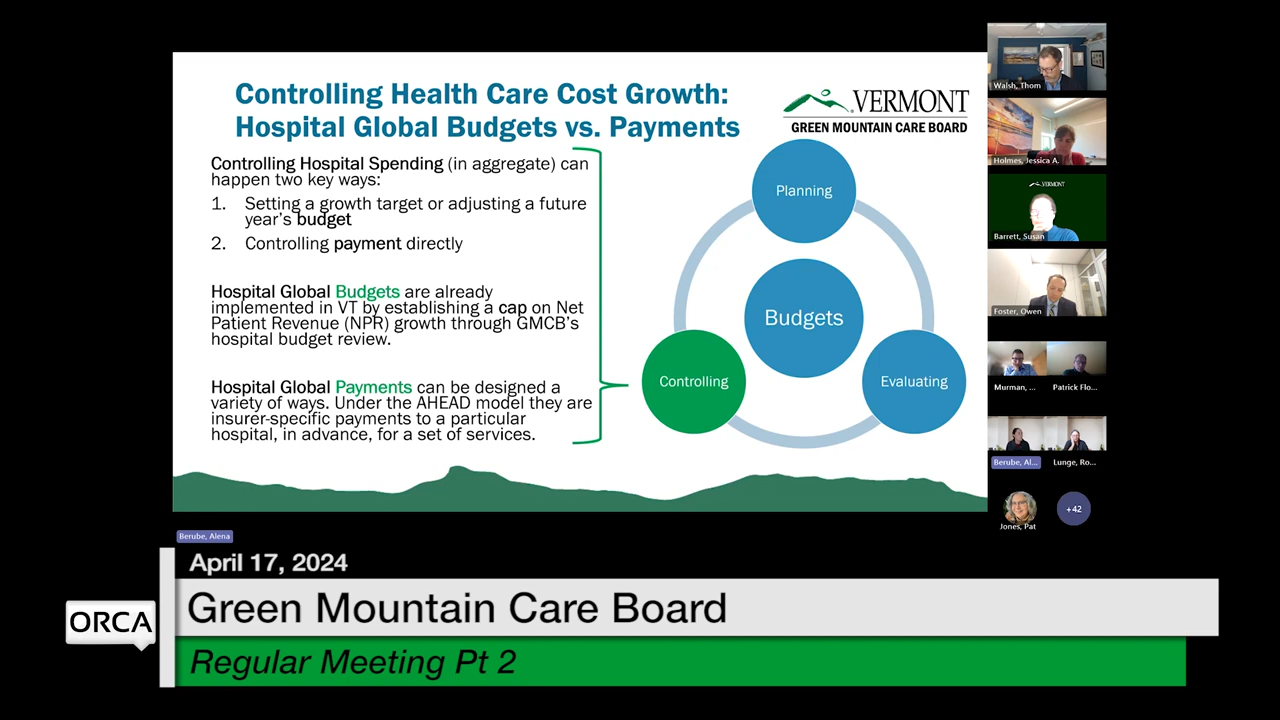 Controlling Health Care Cost Growth:
Hospital Global Budgets vs. Payments
VERMONT
GREEN MOUNTAIN CARE BOARD
Controlling Hospital Spending (in aggregate) can
happen two key ways:
1. Setting a growth target or adjusting a future
year's budget
2. Controlling payment directly
Hospital Global Budgets are already
implemented in VT by establishing a cap on Net
Patient Revenue (NPR) growth through GMCB's
hospital budget review.
Hospital Global Payments can be designed a
variety of ways. Under the AHEAD model they are
insurer-specific payments to a particular
hospital, in advance, for a set of services.
Planning
Budgets
Controlling
Evaluating
Walsh, Thom
Holmes, Jessica A.
VERMONT
Barrett, Susan
Foster, Owen
Murman, ...
Patrick Flo...
Berube, Al...
Lunge, Ro...
Jones, Pat
+42
Berube, Alena
April 17, 2024
ORCA
Green Mountain Care Board
Regular Meeting Pt 2